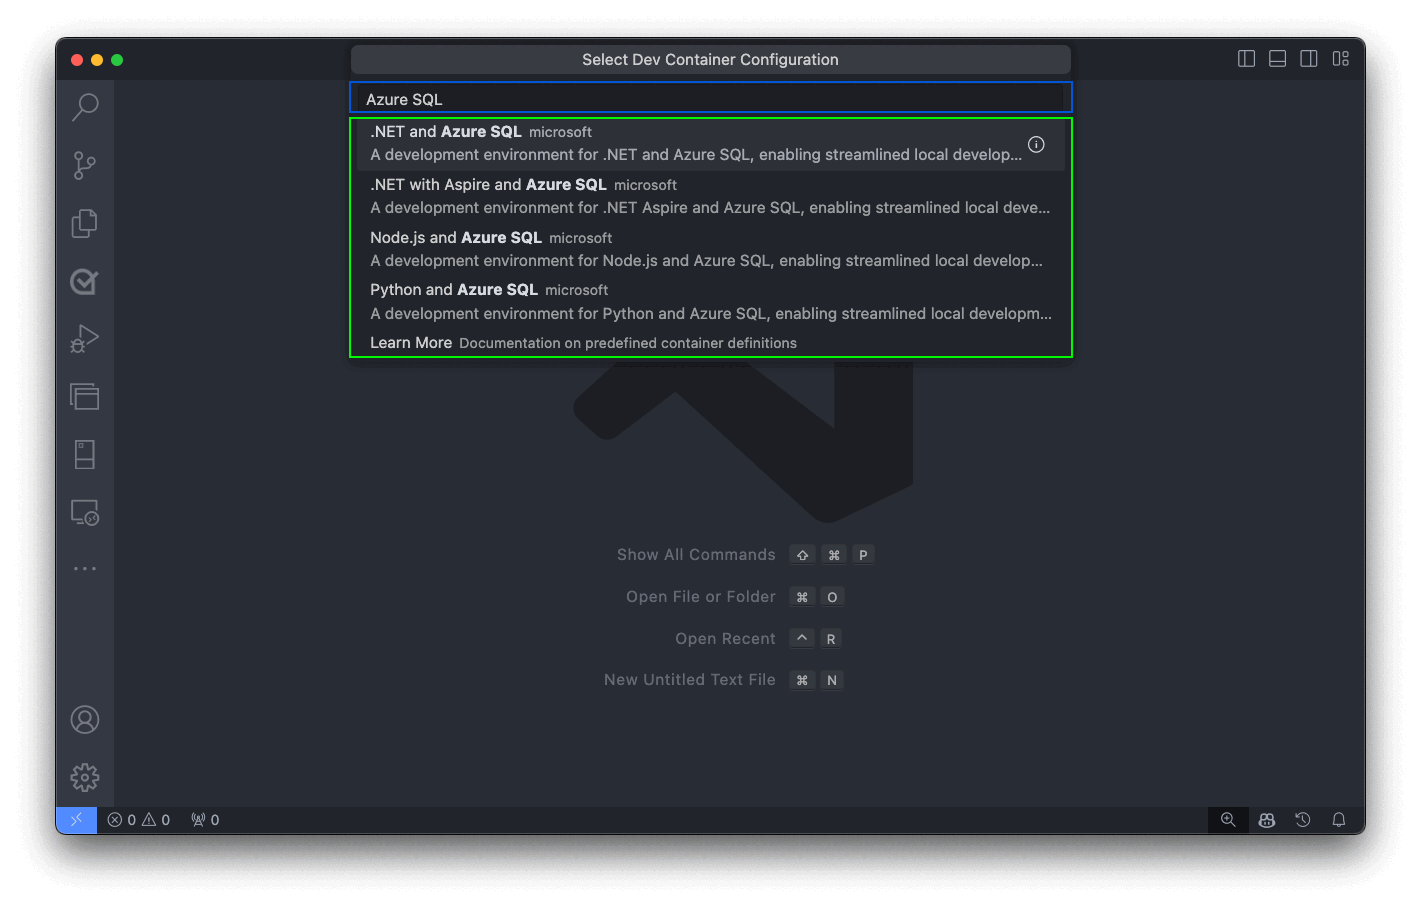 Select Dev Container Configuration
Azure SQL
.NET and Azure SQL microsoft
A development environment for .NET and Azure SQL, enabling streamlined local develop...
.NET with Aspire and Azure SQL microsoft
A development environment for .NET Aspire and Azure SQL, enabling streamlined local deve...
Node.js and Azure SQL microsoft
A development environment for Node.js and Azure SQL, enabling streamlined local develop...
Python and Azure SQL microsoft
A development environment for Python and Azure SQL, enabling streamlined local developm...
Learn More Documentation on predefined container definitions
Show All Commands ⇧ ⌘ P
Open File or Folder ⌘ O
Open Recent ^ R
New Untitled Text File ⌘ N
0 0 0